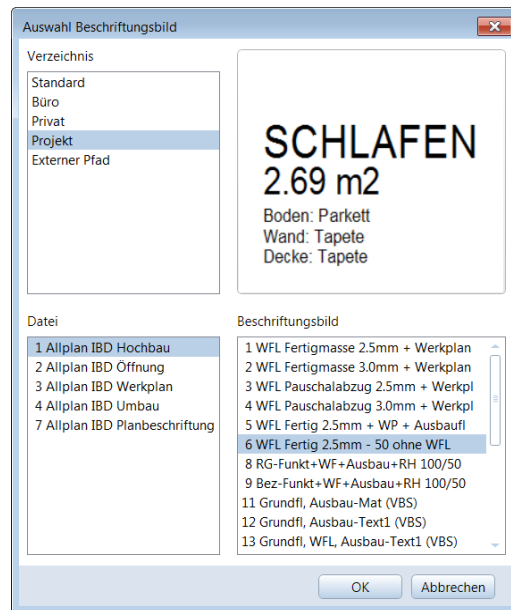 Auswahl Beschriftungsbild
Verzeichnis
Standard
Büro
Privat
Projekt
Externer Pfad
SCHLAFEN
2.69 m2
Boden: Parkett
Wand: Tapete
Decke: Tapete
Datei
1 Allplan IBD Hochbau
2 Allplan IBD Öffnung
3 Allplan IBD Werkplan
4 Allplan IBD Umbau
7 Allplan IBD Planbeschriftung
Beschriftungsbild
1 WFL Fertigmasse 2.5mm + Werkplan
2 WFL Fertigmasse 3.0mm + Werkplan
3 WFL Pauschalabzug 2.5mm + Werkpl
4 WFL Pauschalabzug 3.0mm + Werkpl
5 WFL Fertig 2.5mm + WP + Ausbaufl
6 WFL Fertig 2.5mm - 50 ohne WFL
8 RG-Funkt+WF+Ausbau+RH 100/50
9 Bez-Funkt+WF+Ausbau+RH 100/50
11 Grundfl, Ausbau-Mat (VBS)
12 Grundfl, Ausbau-Text1 (VBS)
13 Grundfl, WFL, Ausbau-Text1 (VBS)
OK
Abbrechen